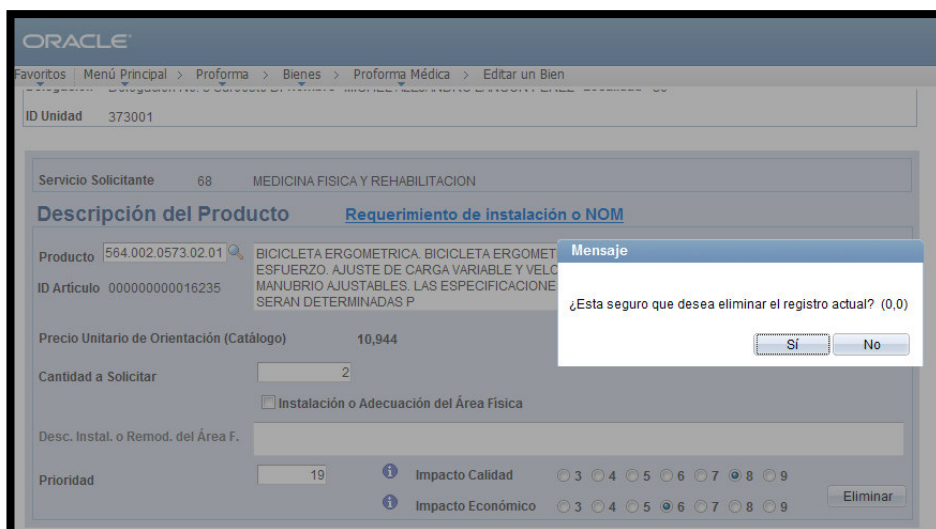 ORACLE
Favoritos Menú Principal > Proforma > Bienes > Proforma Médica > Editar un Bien
ID Unidad 373001
Servicio Solicitante 68 MEDICINA FISICA Y REHABILITACION
Descripción del Producto Requerimiento de instalación o NOM
Producto 564.002.0573.02.01
BICICLETA ERGOMETRICA. BICICLETA ERGOMET
ESFUERZO. AJUSTE DE CARGA VARIABLE Y VELO
ID Artículo 000000000016235
MANUBRIO AJUSTABLES. LAS ESPECIFICACIONE
SERAN DETERMINADAS P
Mensaje
¿Esta seguro que desea eliminar el registro actual? (0,0)
Sí No
Precio Unitario de Orientación (Catálogo) 10,944
Cantidad a Solicitar 2
Instalación o Adecuación del Área Física
Desc. Instal. o Remod. del Área F.
Prioridad 19 Impacto Calidad 3 4 5 6 7 8 9
Impacto Económico 3 4 5 6 7 8 9
Eliminar